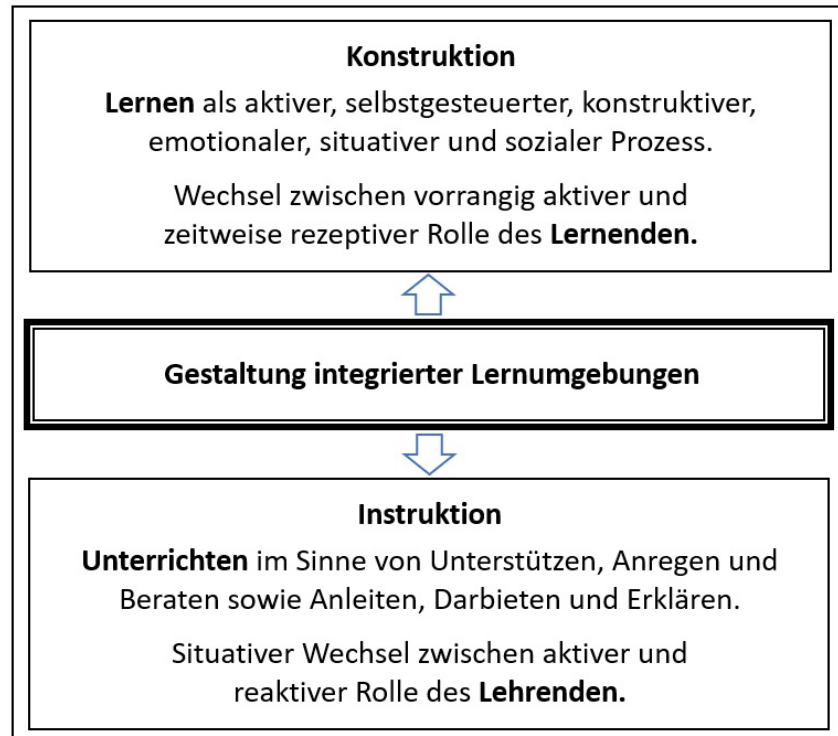 Konstruktion
Lernen als aktiver, selbstgesteuerter, konstruktiver,
emotionaler, situativer und sozialer Prozess.
Wechsel zwischen vorrangig aktiver und
zeitweise rezeptiver Rolle des Lernenden.
Gestaltung integrierter Lernumgebungen
Instruktion
Unterrichten im Sinne von Unterstützen, Anregen und
Beraten sowie Anleiten, Darbieten und Erklären.
Situativer Wechsel zwischen aktiver und
reaktiver Rolle des Lehrenden.